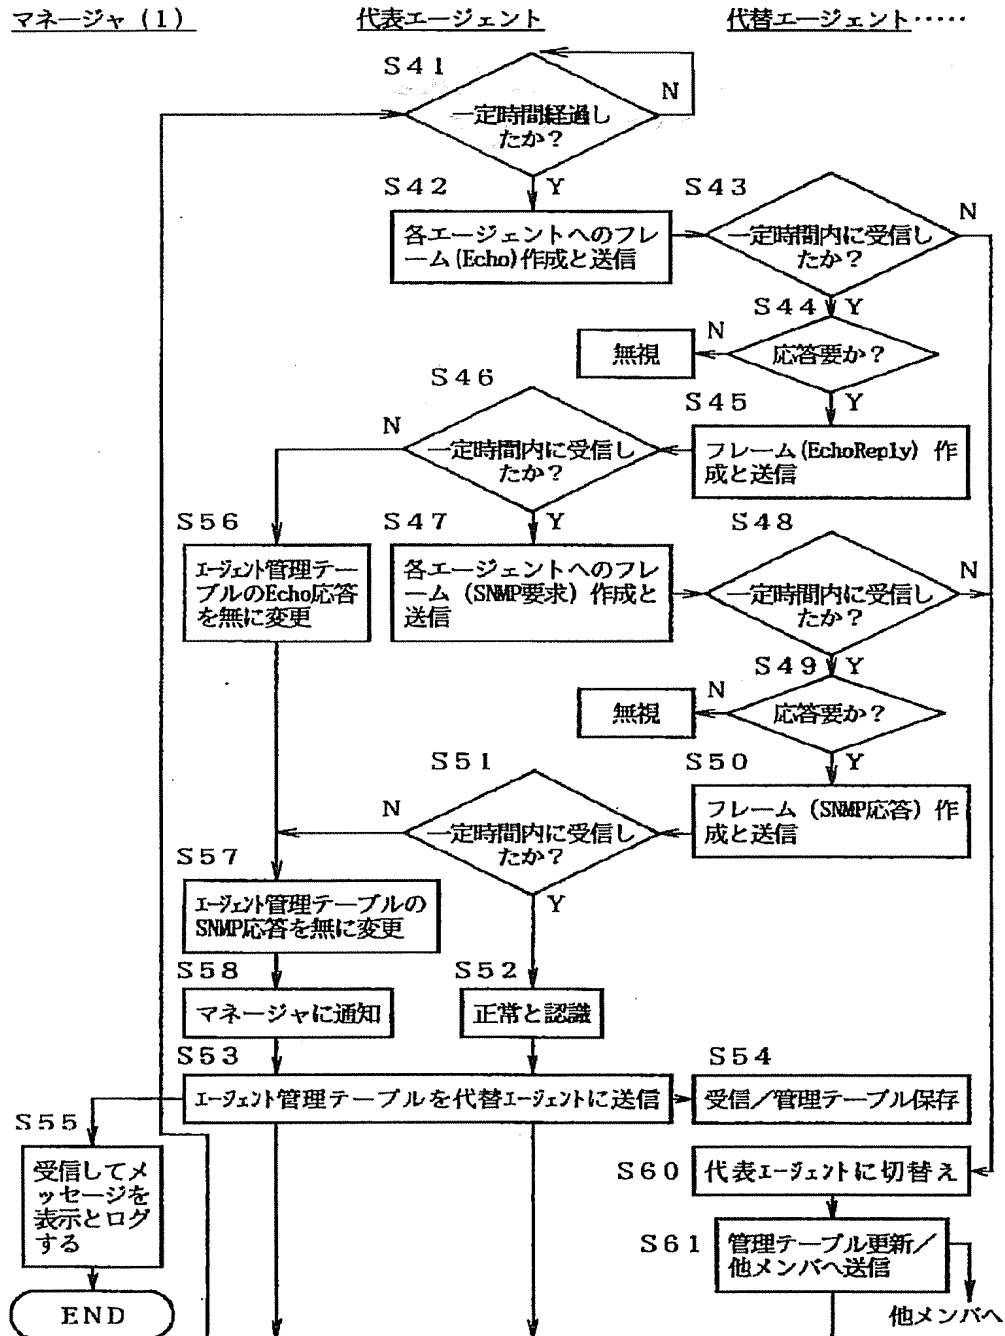 マネージャ (1)
代表エージェント
代替エージェント‥‥‥
S41
一定時間経過し
たか？
N
Y
S42
各エージェントへのフレ
ーム(Echo)作成と送信
S43
一定時間内に受信し
たか？
N
Y
S44
応答要か？
N
無視
Y
S45
フレーム(EchoReply) 作
成と送信
S46
一定時間内に受信し
たか？
N
Y
S56
エージェント管理テー
ブルのEcho応答
を無に変更
S47
各エージェントへのフレ
ーム (SNMP要求) 作成と
送信
S48
一定時間内に受信し
たか？
N
Y
S49
応答要か？
N
無視
Y
S50
フレーム (SNMP応答) 作
成と送信
S51
一定時間内に受信し
たか？
N
Y
S57
エージェント管理テーブルの
SNMP応答を無に変更
S58
マネージャに通知
S52
正常と認識
S53
エージェント管理テーブルを代替エージェントに送信
S54
受信／管理テーブル保存
S55
受信してメ
ッセージを
表示とログ
する
END
S60
代表エージェントに切替え
S61
管理テーブル更新／
他メンバへ送信
他メンバへ